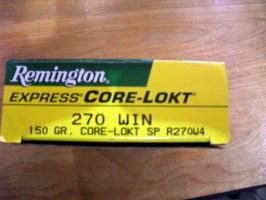 Remington.
EXPRESS® CORE-LOKT®
270 WIN
150 GR. CORE-LOKT SP R270W4